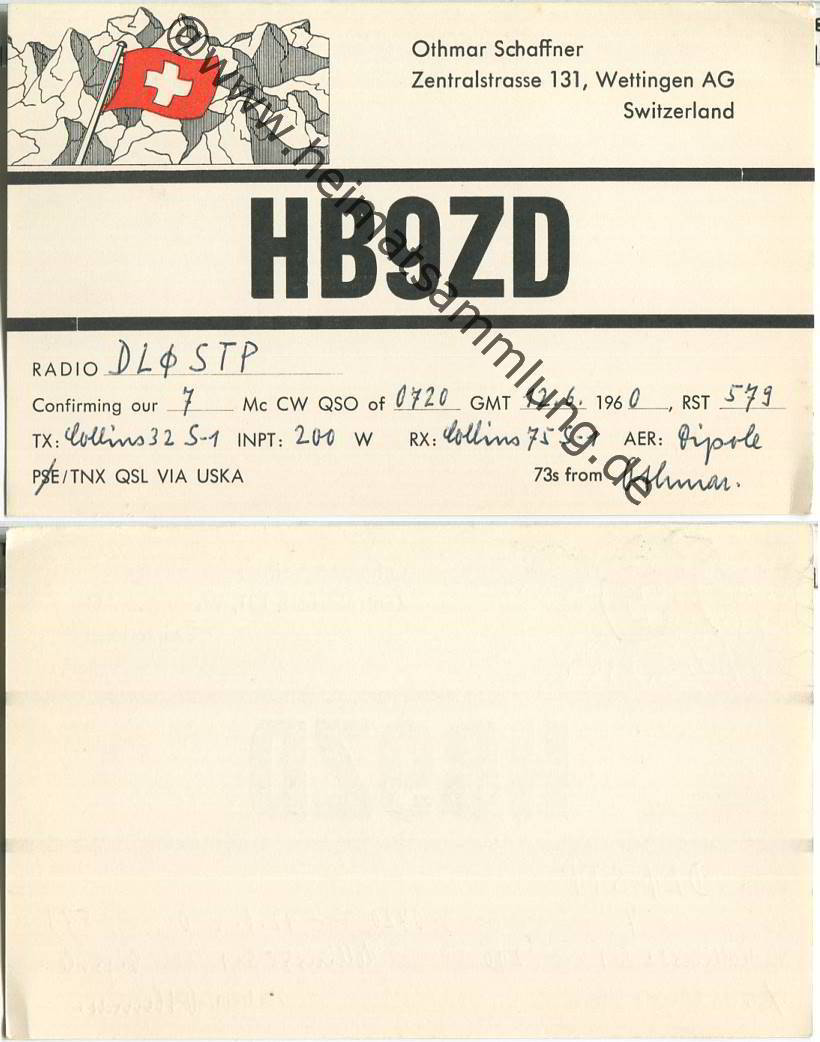 Othmar Schaffner
Zentralstrasse 131, Wettingen AG
Switzerland
©www.heimatsammlung.de
HB9ZD
RADIO DLØSTP
Confirming our 7 Mc CW QSO of 0720 GMT 12.6. 1960, RST 579
TX: Collins 32 S-1 INPT: 200 W RX: Collins 75 S-1 AER: Dipole
PSE/TNX QSL VIA USKA 73s from Othmar.